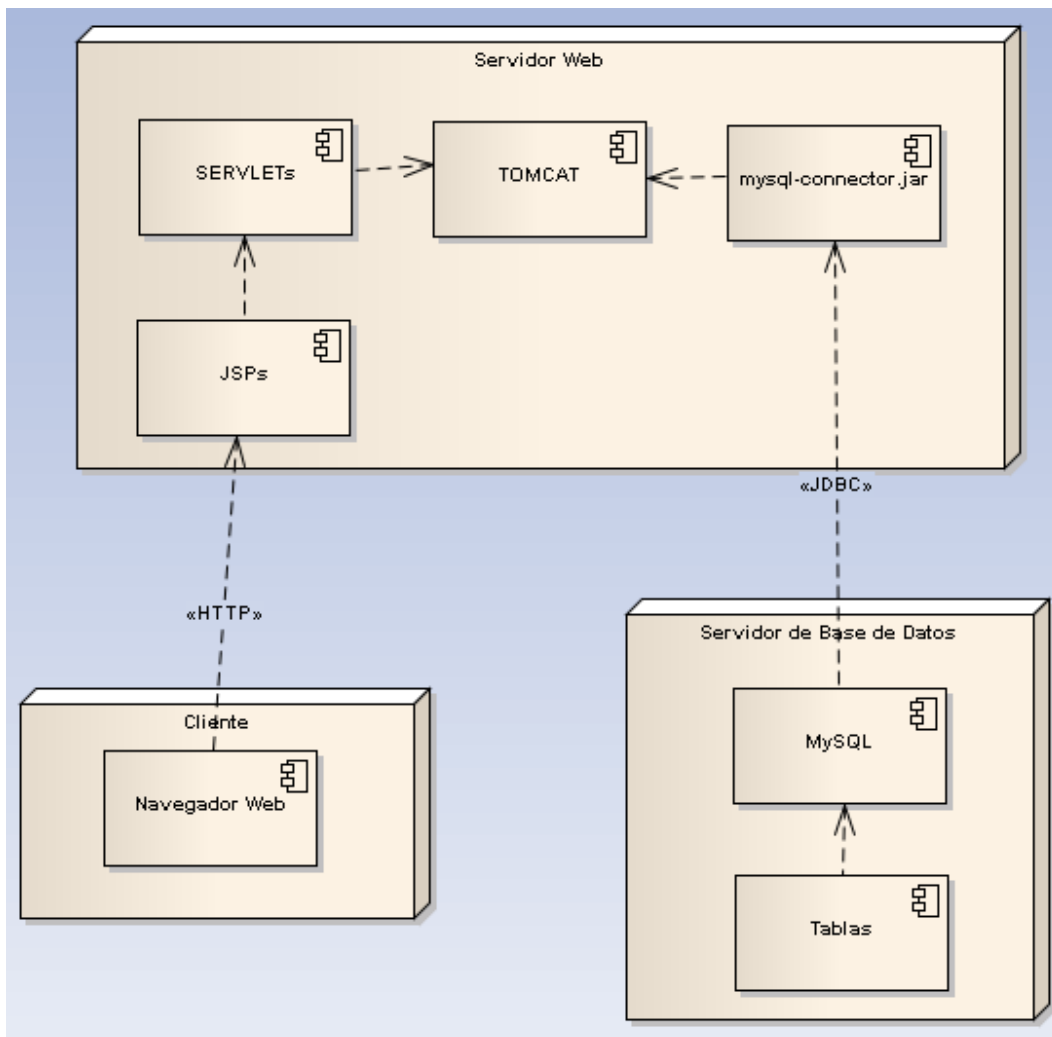 Servidor Web
SERVLETs
TOMCAT
mysql-connector.jar
JSPs
«JDBC»
«HTTP»
Servidor de Base de Datos
Cliente
MySQL
Navegador Web
Tablas